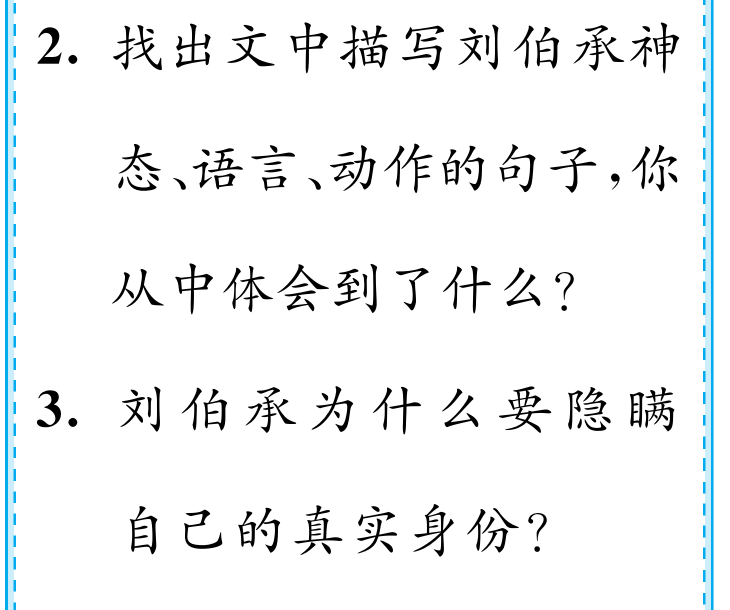 2. 找出文中描写刘伯承神
态、语言、动作的句子,你
从中体会到了什么?
3. 刘伯承为什么要隐瞒
自己的真实身份?